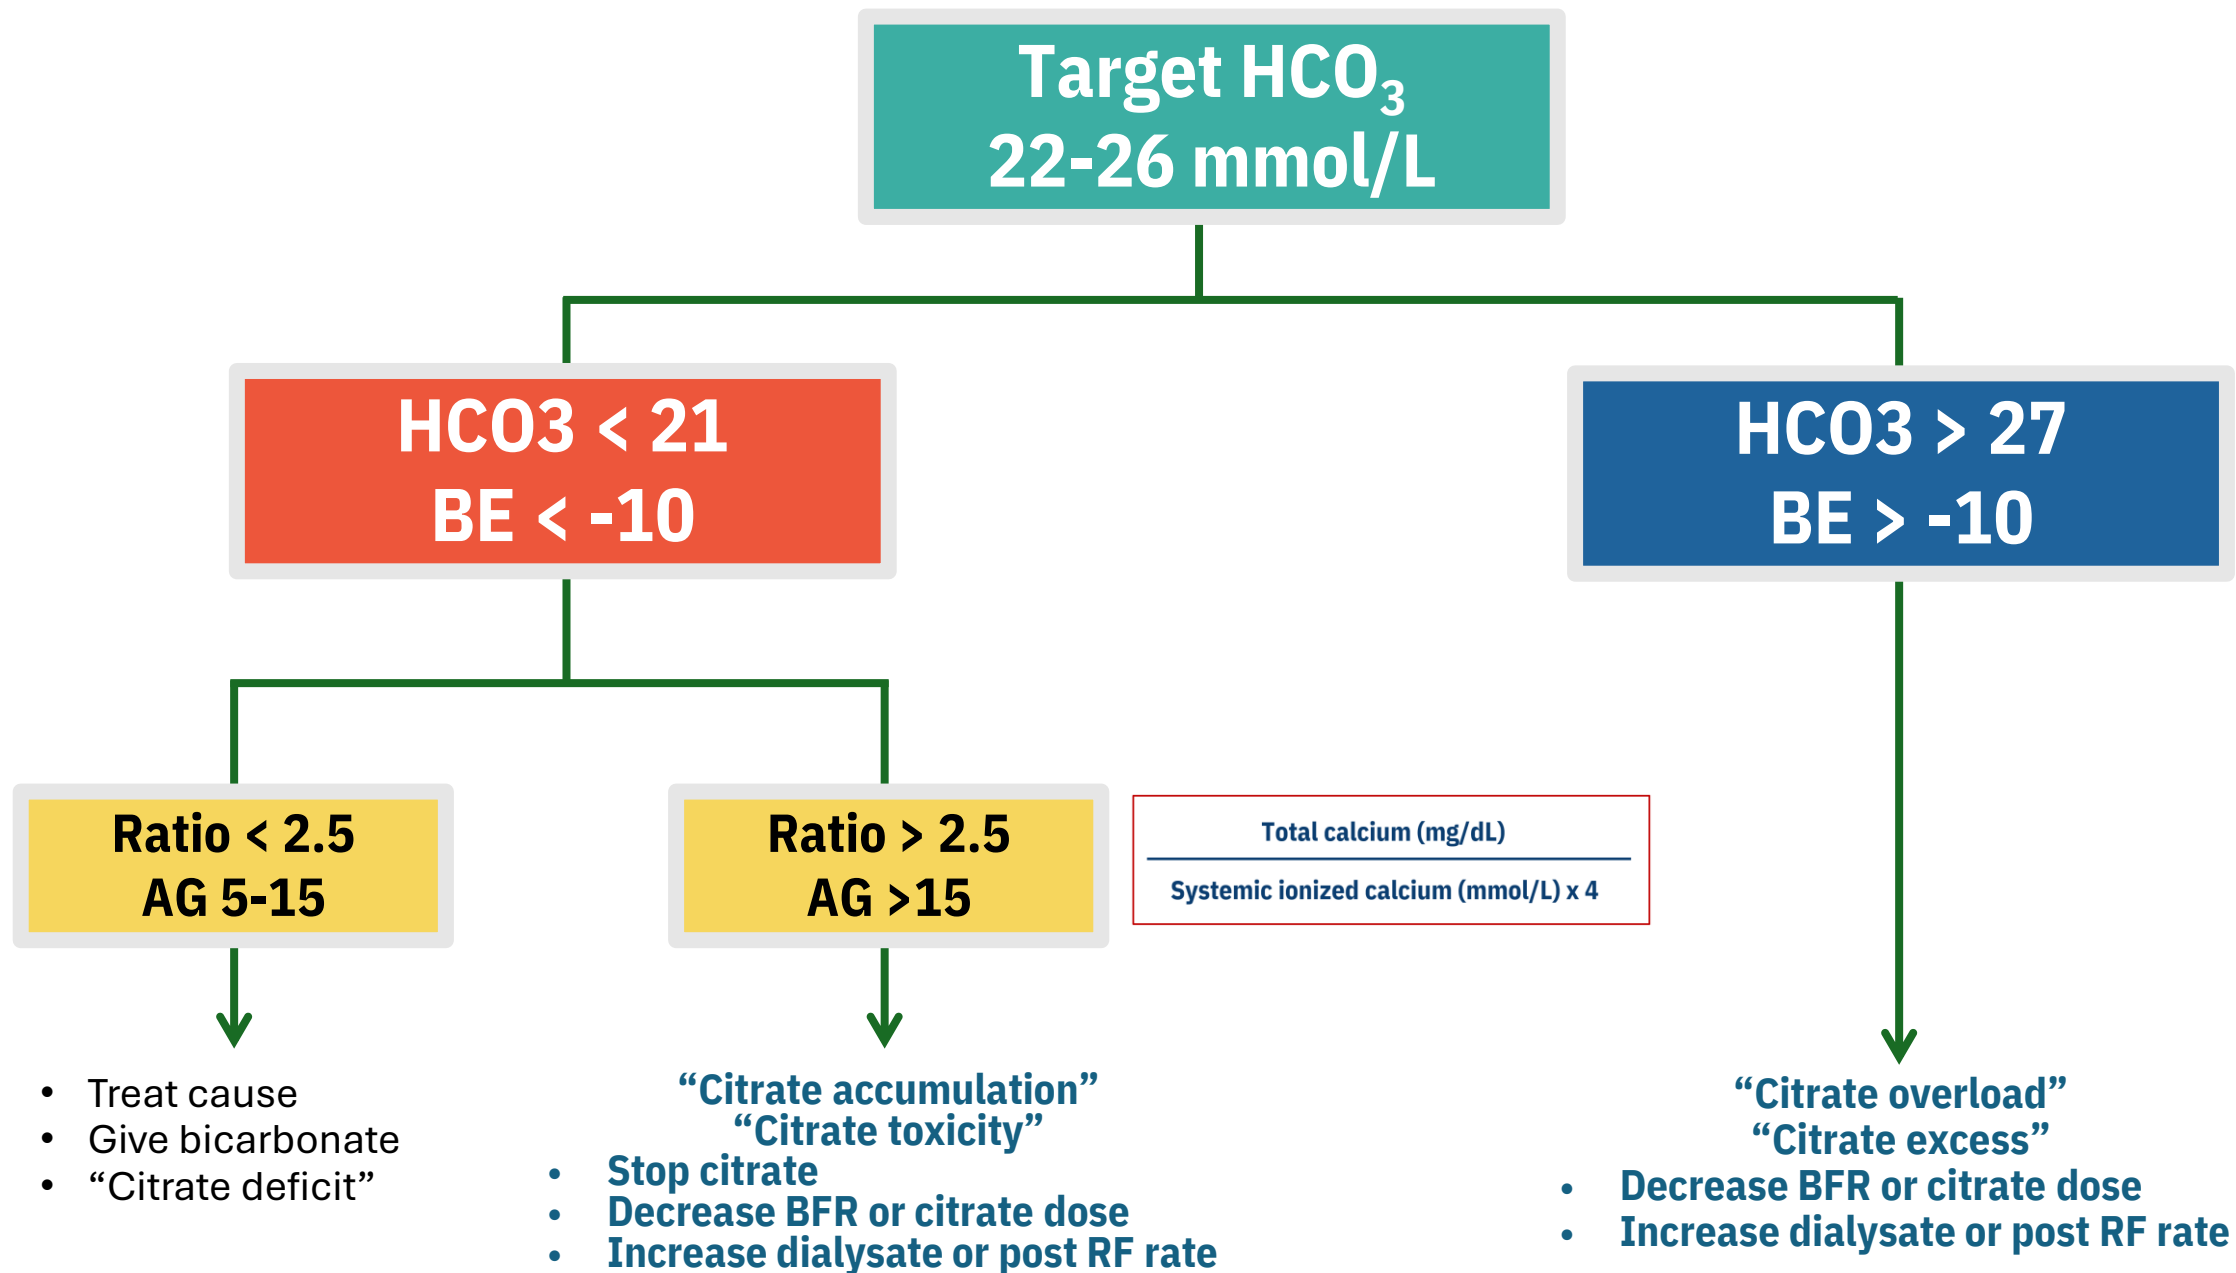 Target HCO₃
22-26 mmol/L
HCO3 < 21
BE < -10
HCO3 > 27
BE > -10
Ratio < 2.5
AG 5-15
Ratio > 2.5
AG >15
Total calcium (mg/dL)
Systemic ionized calcium (mmol/L) x 4
• Treat cause
• Give bicarbonate
• “Citrate deficit”
“Citrate accumulation”
“Citrate toxicity”
• Stop citrate
• Decrease BFR or citrate dose
• Increase dialysate or post RF rate
“Citrate overload”
“Citrate excess”
• Decrease BFR or citrate dose
• Increase dialysate or post RF rate